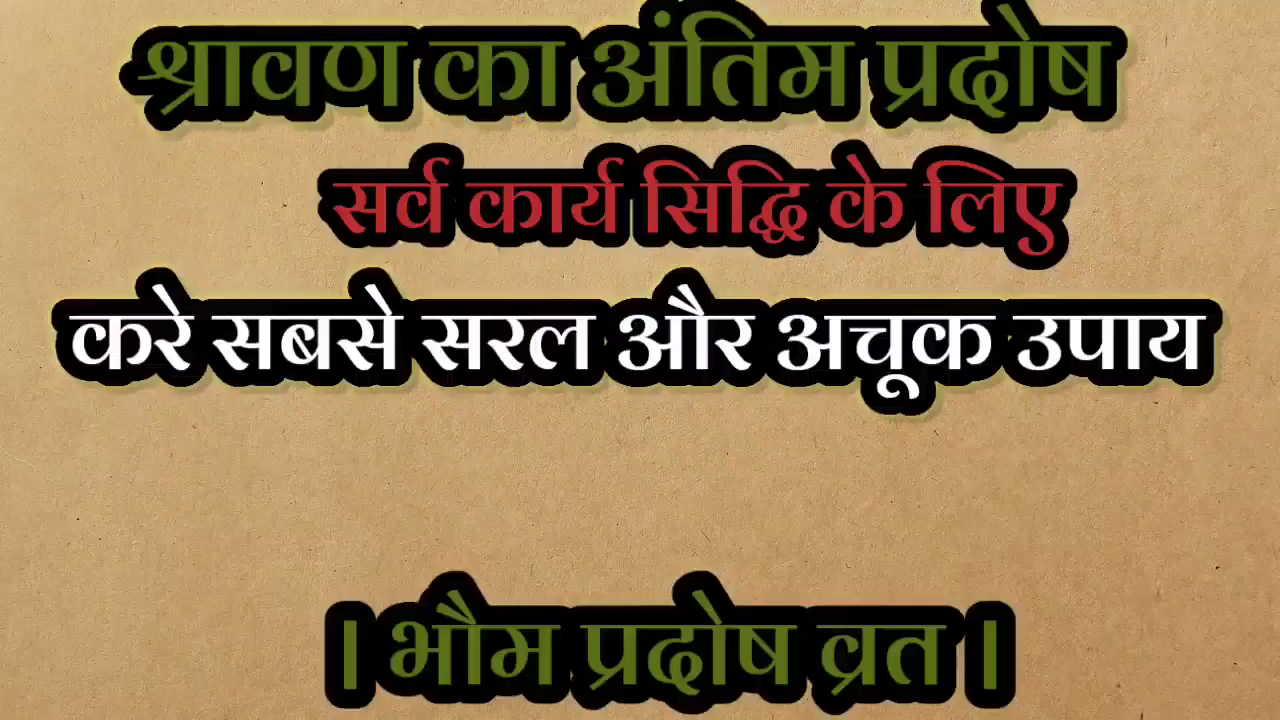 श्रावण का अंतिम प्रदोष
सर्व कार्य सिद्धि के लिए
करे सबसे सरल और अचूक उपाय
| भौम प्रदोष व्रत |